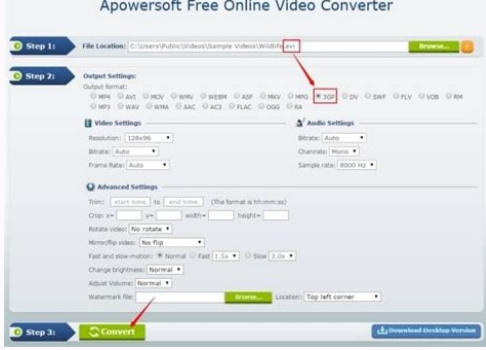 Apowersoft Free Online Video Converter
Step 1:
File Location: C:\Users\Public\Videos\Sample Videos\Wildlife.avi
Browse...
Step 2:
Output Settings:
Output format:
MP4 AVI MOV WMV WEBM ASF MKV MPG 3GP DV SWF FLV VOB RM
MP3 WAV WMA AAC AC3 FLAC OGG RA
Video Settings
Audio Settings
Resolution: 128x96
Bitrate: Auto
Bitrate: Auto
Channels: Mono
Frame Rate: Auto
Sample rate: 8000 Hz
Advanced Settings
Trim: start time to end time (The format is hh:mm:ss)
Crop: x= y= width= height=
Rotate video: No rotate
Mirror/flip video: No flip
Fast and slow-motion: Normal Fast 1.5x Slow 2.0x
Change brightness: Normal
Adjust Volume: Normal
Watermark file: Browse... Location: Top left corner
Step 3:
Convert
Download Desktop Version